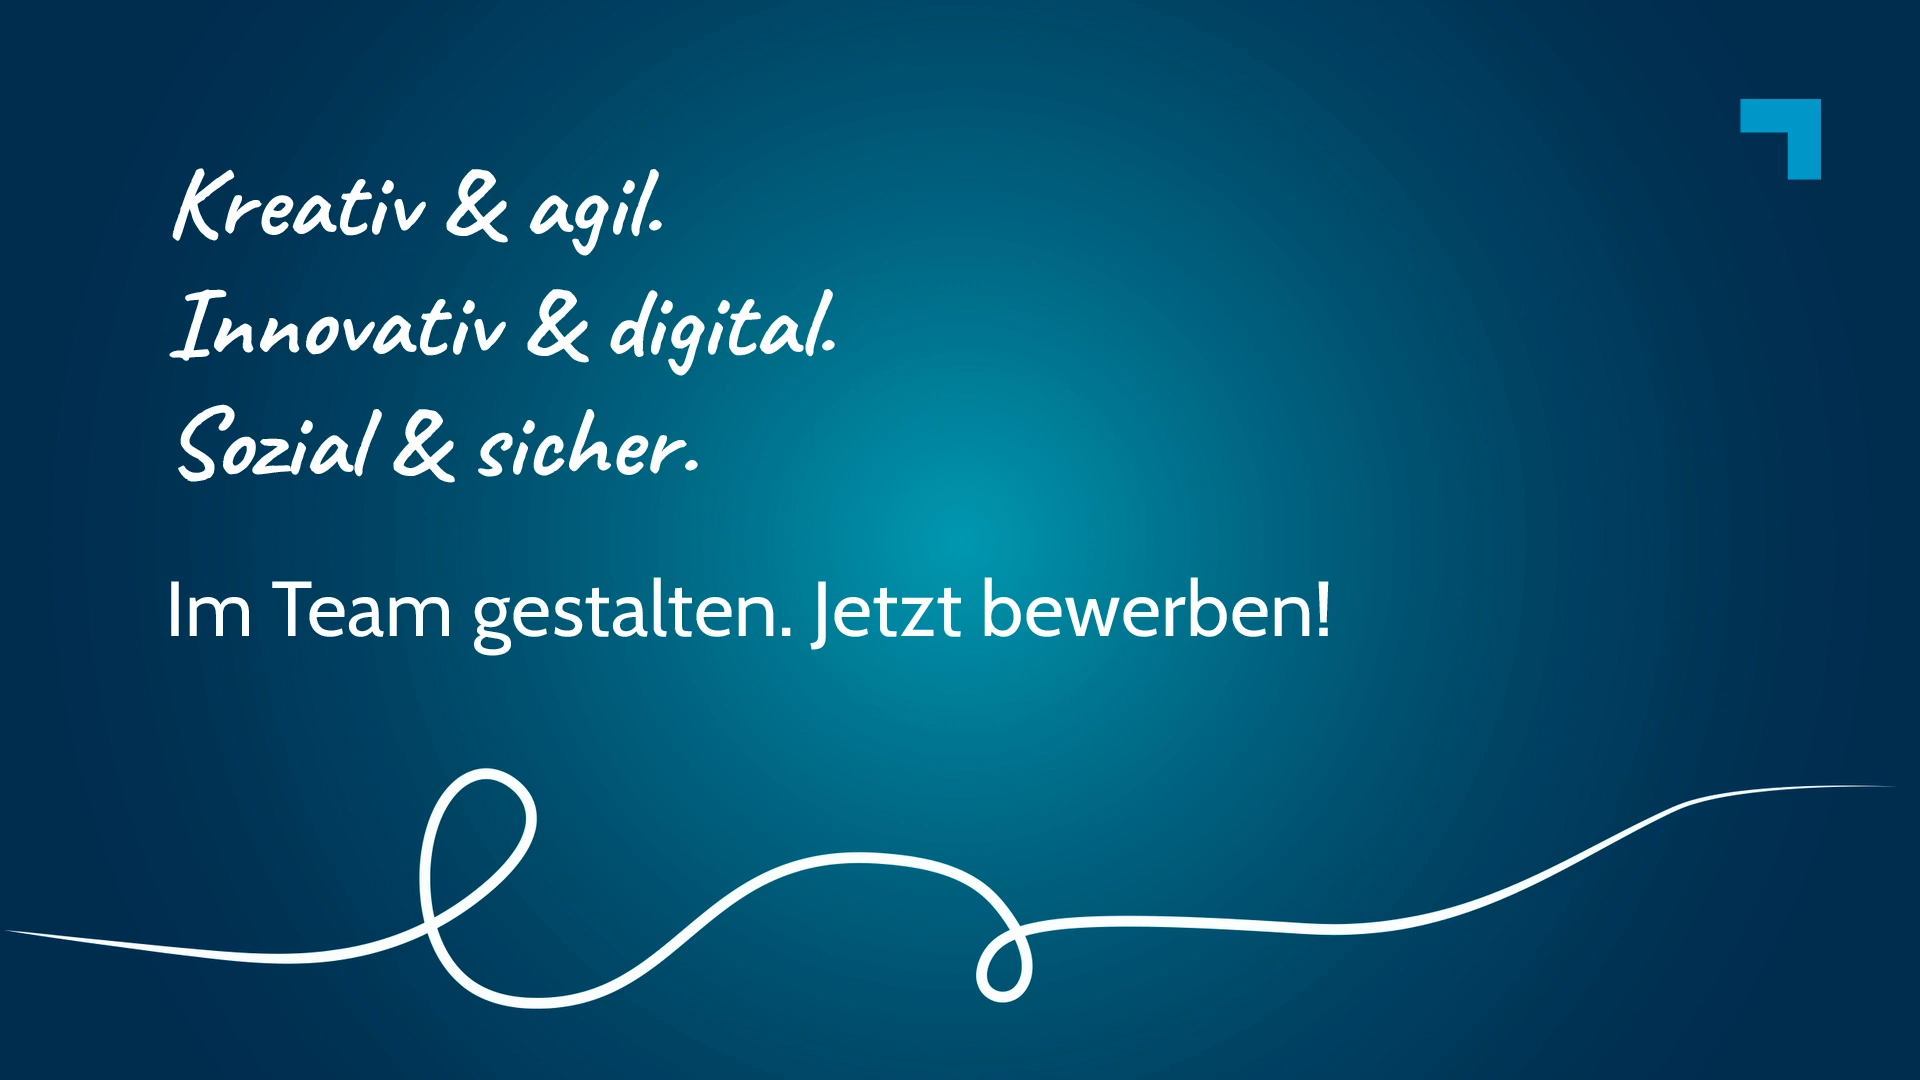 Kreativ & agil.
Innovativ & digital.
Sozial & sicher.
Im Team gestalten. Jetzt bewerben!